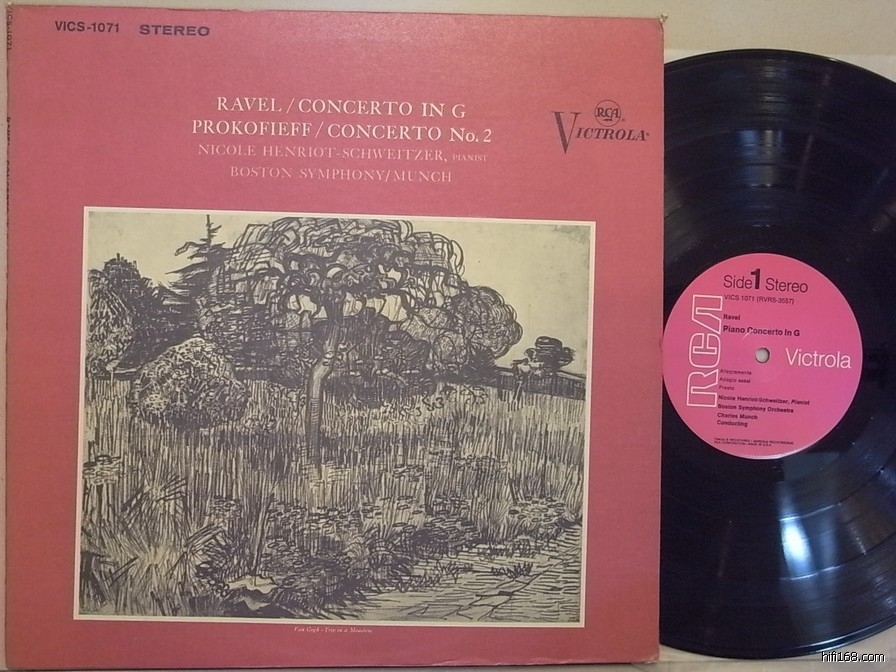 VICS-1071 STEREO
RAVEL / CONCERTO IN G
PROKOFIEFF / CONCERTO No. 2
NICOLE HENRIOT-SCHWEITZER, PIANIST
BOSTON SYMPHONY/MUNCH
RCA
VICTROLA
Van Gogh - Tree in a Meadow
Side 1 Stereo
VICS 1071 (RVRS-3557)
Ravel
Piano Concerto In G
RCA
Victrola
Allegramente
Adagio assai
Presto
Nicole Henriot-Schweitzer, Pianist
Boston Symphony Orchestra
Charles Munch
Conducting
hifi168.com